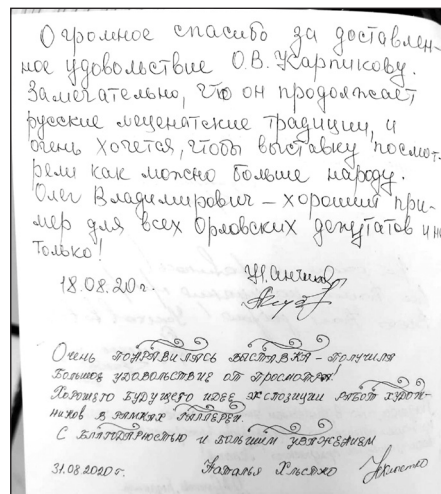 Огромное спасибо за доставлен-
ное удовольствие О.В. Карпикову.
Замечательно, что он продолжает
русские меценатские традиции, и
очень хочется, чтобы выставку посмот-
рели как можно больше народу.
Олег Владимирович – хороший при-
мер для всех Орловских депутатов и не
только!
18.08.20 г.
Очень понравилась выставка – получила
большое удовольствие от просмотра!
Хорошего будущего идее экспозиции работ худож-
ников в рамках галлереи.
С благодарностью и большим уважением
31.08.2020 г. Наталья